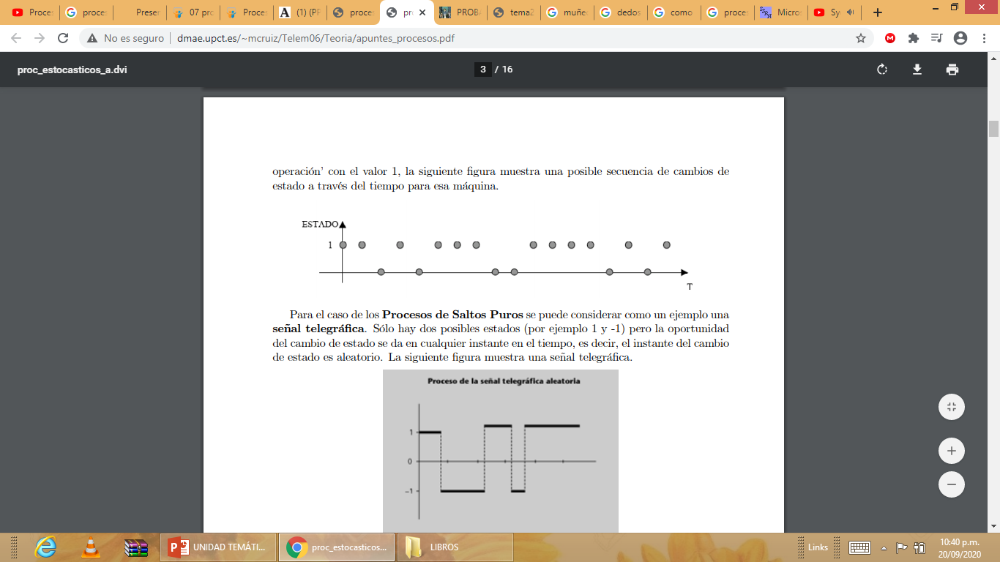 Proce
proce
Presen
07 pro
Proces
(1) (PF
proce
pr
PROBA
tema2
muñe
dedos
como
proce
Micros
Sy
No es seguro
dmae.upct.es/~mcruiz/Telem06/Teoria/apuntes_procesos.pdf
proc_estocasticos_a.dvi
3 / 16
operación' con el valor 1, la siguiente figura muestra una posible secuencia de cambios de
estado a través del tiempo para esa máquina.
ESTADO
1
T
Para el caso de los Procesos de Saltos Puros se puede considerar como un ejemplo una
señal telegráfica. Sólo hay dos posibles estados (por ejemplo 1 y -1) pero la oportunidad
del cambio de estado se da en cualquier instante en el tiempo, es decir, el instante del cambio
de estado es aleatorio. La siguiente figura muestra una señal telegráfica.
Proceso de la señal telegráfica aleatoria
1
0
−1
UNIDAD TEMÁTI...
proc_estocasticos...
LIBROS
Links
10:40 p.m.
20/09/2020